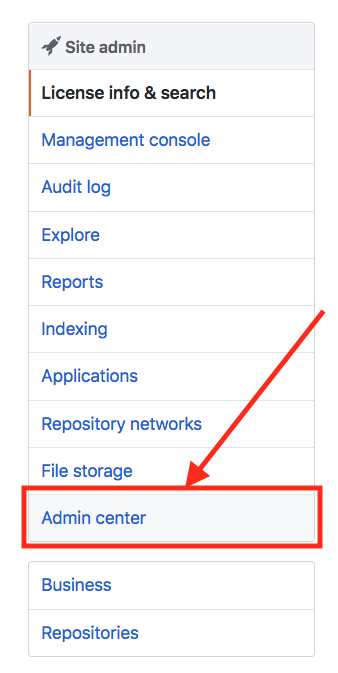 Site admin
License info & search
Management console
Audit log
Explore
Reports
Indexing
Applications
Repository networks
File storage
Admin center
Business
Repositories